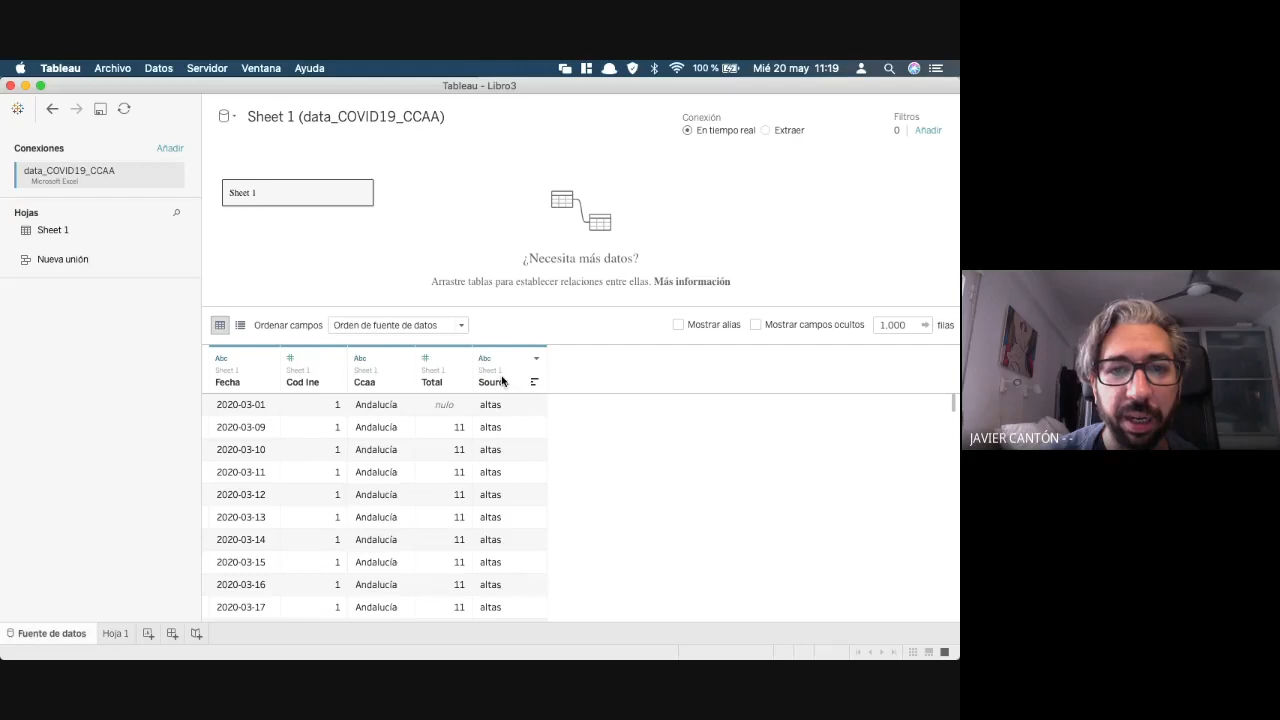 Tableau Archivo Datos Servidor Ventana Ayuda 100 % Mié 20 may 11:19
Tableau - Libro3
Sheet 1 (data_COVID19_CCAA)
Conexión
En tiempo real Extraer
Filtros
0 | Añadir
Conexiones Añadir
data_COVID19_CCAA
Microsoft Excel
Hojas
Sheet 1
Nueva unión
Sheet 1
¿Necesita más datos?
Arrastre tablas para establecer relaciones entre ellas. Más información
Ordenar campos Orden de fuente de datos Mostrar alias Mostrar campos ocultos 1,000 filas
Abc # Abc # Abc
Sheet 1 Sheet 1 Sheet 1 Sheet 1 Sheet 1
Fecha Cod Ine Ccaa Total
2020-03-01 1 Andalucía nulo altas
2020-03-09 1 Andalucía 11 altas
2020-03-10 1 Andalucía 11 altas
2020-03-11 1 Andalucía 11 altas
2020-03-12 1 Andalucía 11 altas
2020-03-13 1 Andalucía 11 altas
2020-03-14 1 Andalucía 11 altas
2020-03-15 1 Andalucía 11 altas
2020-03-16 1 Andalucía 11 altas
2020-03-17 1 Andalucía 11 altas
Fuente de datos Hoja 1
JAVIER CANTÓN - -